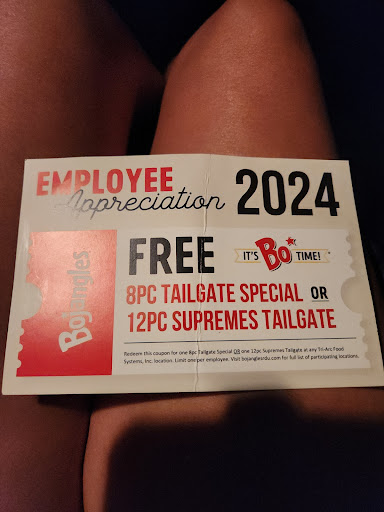 EMPLOYEE
Appreciation
2024
Bojangles
FREE
IT'S Bo TIME!
8PC TAILGATE SPECIAL OR
12PC SUPREMES TAILGATE
Redeem this coupon for one 8pc Tailgate Special OR one 12pc Supremes Tailgate at any Tri-Arc Food
Systems, Inc. location. Limit one per employee. Visit bojanglesrdu.com for full list of participating locations.